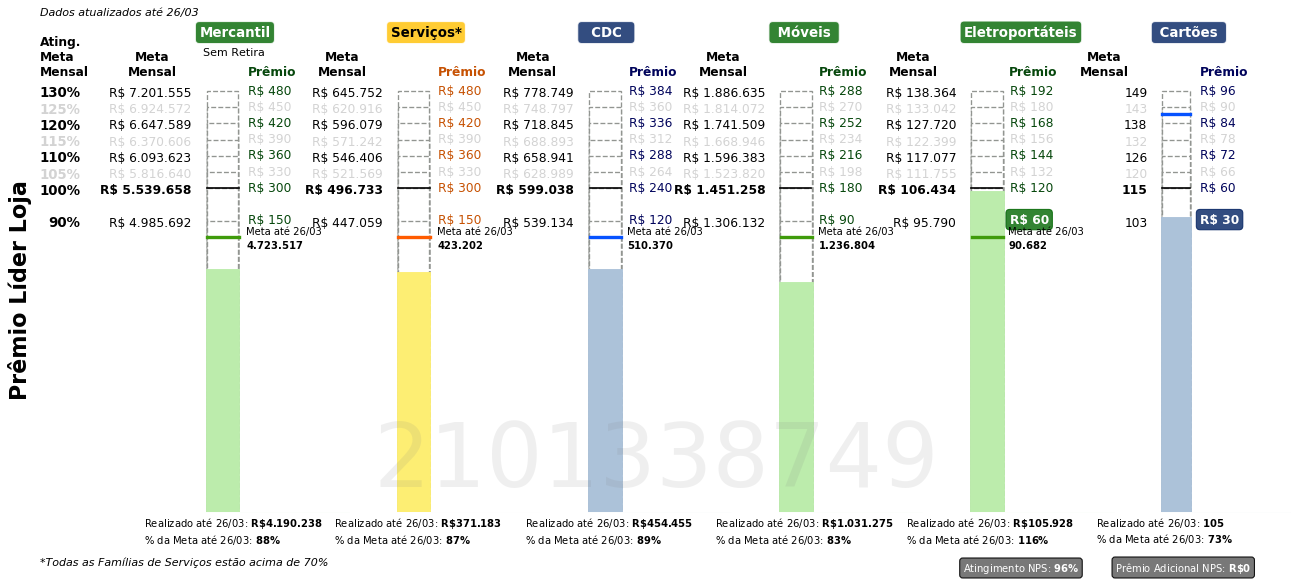 Dados atualizados até 26/03
Mercantil Serviços* CDC Móveis Eletroportáteis Cartões
Sem Retira
Ating. Meta Mensal
Meta Mensal Prêmio Meta Mensal Prêmio Meta Mensal Prêmio Meta Mensal Prêmio Meta Mensal Prêmio Meta Mensal Prêmio
130% R$ 7.201.555 R$ 480 R$ 645.752 R$ 480 R$ 778.749 R$ 384 R$ 1.886.635 R$ 288 R$ 138.364 R$ 192 149 R$ 96
125% R$ 6.924.572 R$ 450 R$ 620.916 R$ 450 R$ 748.797 R$ 360 R$ 1.814.072 R$ 270 R$ 133.042 R$ 180 143 R$ 90
120% R$ 6.647.589 R$ 420 R$ 596.079 R$ 420 R$ 718.845 R$ 336 R$ 1.741.509 R$ 252 R$ 127.720 R$ 168 138 R$ 84
115% R$ 6.370.606 R$ 390 R$ 571.242 R$ 390 R$ 688.893 R$ 312 R$ 1.668.946 R$ 234 R$ 122.399 R$ 156 132 R$ 78
110% R$ 6.093.623 R$ 360 R$ 546.406 R$ 360 R$ 658.941 R$ 288 R$ 1.596.383 R$ 216 R$ 117.077 R$ 144 126 R$ 72
105% R$ 5.816.640 R$ 330 R$ 521.569 R$ 330 R$ 628.989 R$ 264 R$ 1.523.820 R$ 198 R$ 111.755 R$ 132 120 R$ 66
100% R$ 5.539.658 R$ 300 R$ 496.733 R$ 300 R$ 599.038 R$ 240 R$ 1.451.258 R$ 180 R$ 106.434 R$ 120 115 R$ 60
90% R$ 4.985.692 R$ 150 R$ 447.059 R$ 150 R$ 539.134 R$ 120 R$ 1.306.132 R$ 90 R$ 95.790 R$ 60 103 R$ 30
Meta até 26/03 Meta até 26/03 Meta até 26/03 Meta até 26/03 Meta até 26/03
4.723.517 423.202 510.370 1.236.804 90.682
Prêmio Líder Loja
2101338749
Realizado até 26/03: R$4.190.238 Realizado até 26/03: R$371.183 Realizado até 26/03: R$454.455 Realizado até 26/03: R$1.031.275 Realizado até 26/03: R$105.928 Realizado até 26/03: 105
% da Meta até 26/03: 88% % da Meta até 26/03: 87% % da Meta até 26/03: 89% % da Meta até 26/03: 83% % da Meta até 26/03: 116% % da Meta até 26/03: 73%
*Todas as Famílias de Serviços estão acima de 70%
Atingimento NPS: 96% Prêmio Adicional NPS: R$0